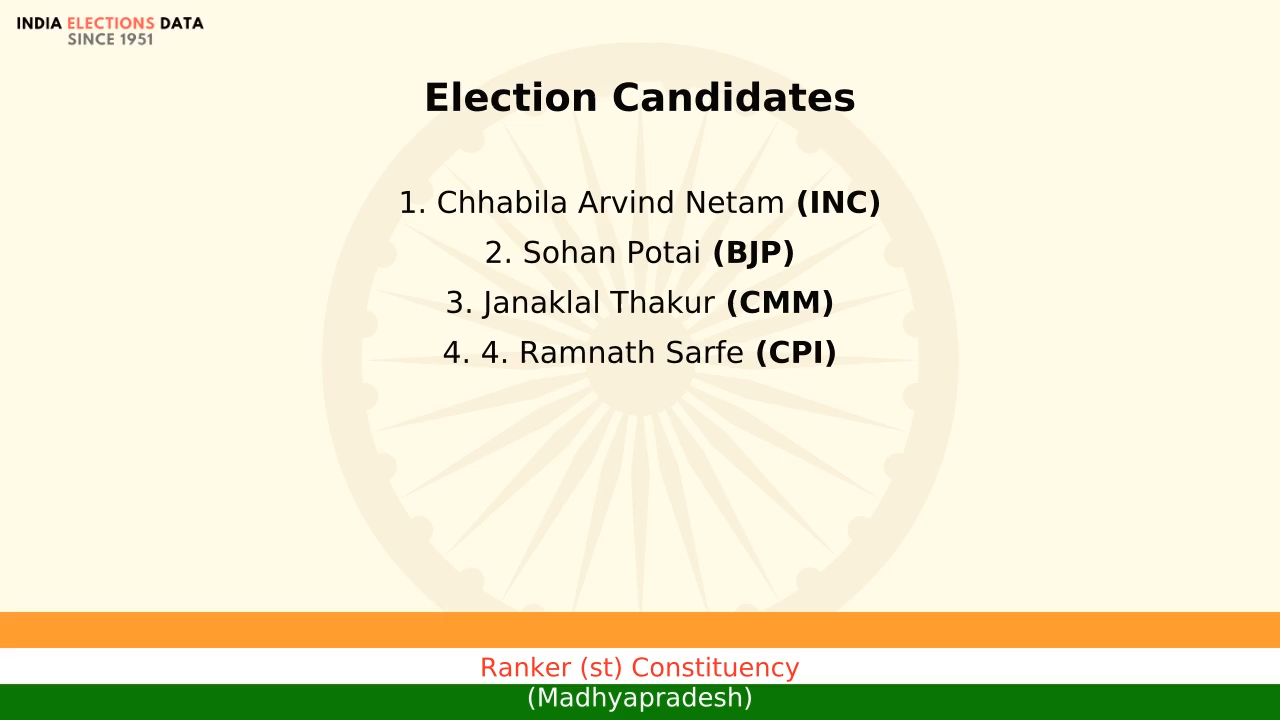 INDIA ELECTIONS DATA
SINCE 1951
Election Candidates
1. Chhabila Arvind Netam (INC)
2. Sohan Potai (BJP)
3. Janaklal Thakur (CMM)
4. 4. Ramnath Sarfe (CPI)
Ranker (st) Constituency
(Madhyapradesh)